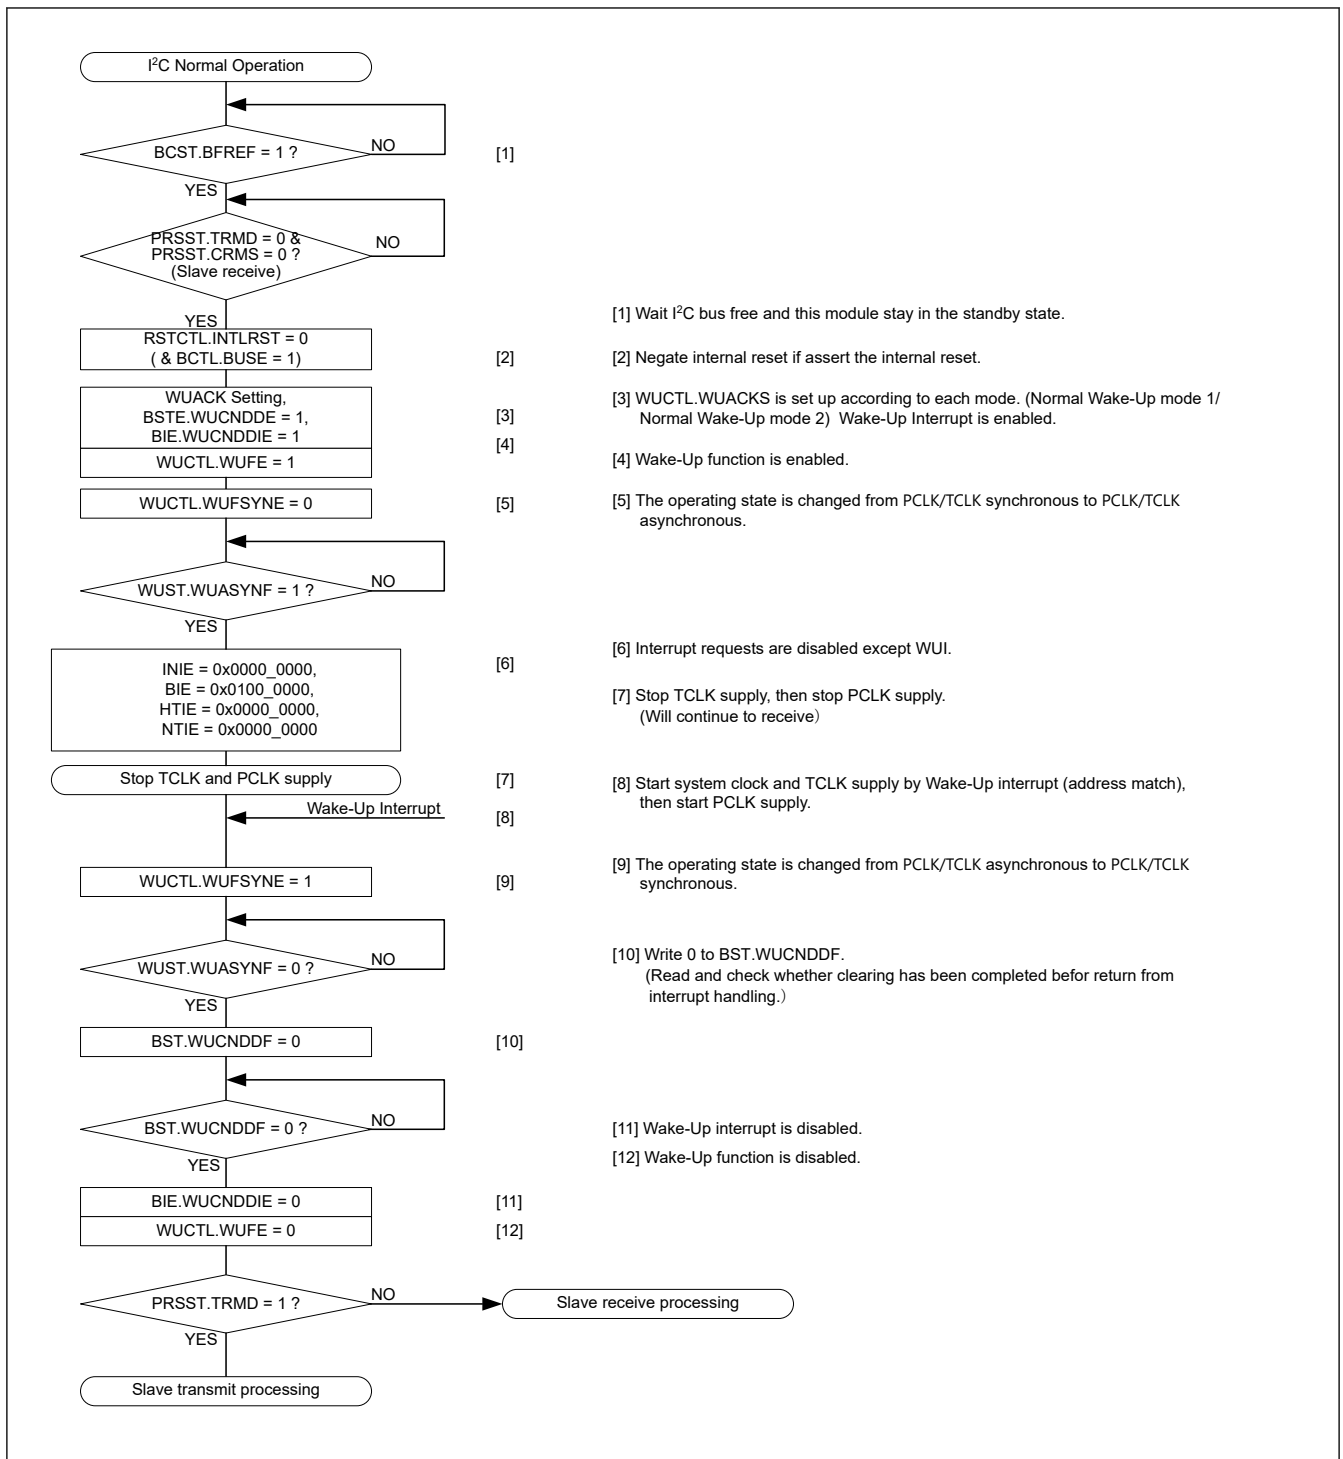 I²C Normal Operation
BCST.BFREF = 1 ?
NO
[1]
YES
PRSST.TRMD = 0 &
PRSST.CRMS = 0 ?
(Slave receive)
NO
YES
RSTCTL.INTLRST = 0
( & BCTL.BUSE = 1)
[2]
WUACK Setting,
BSTE.WUCNDDE = 1,
BIE.WUCNDDIE = 1
[3]
[4]
WUCTL.WUFE = 1
WUCTL.WUFSYNE = 0
[5]
WUST.WUASYNF = 1 ?
NO
YES
INIE = 0x0000_0000,
BIE = 0x0100_0000,
HTIE = 0x0000_0000,
NTIE = 0x0000_0000
[6]
Stop TCLK and PCLK supply
[7]
Wake-Up Interrupt
[8]
WUCTL.WUFSYNE = 1
[9]
WUST.WUASYNF = 0 ?
NO
YES
BST.WUCNDDF = 0
[10]
BST.WUCNDDF = 0 ?
NO
YES
BIE.WUCNDDIE = 0
[11]
WUCTL.WUFE = 0
[12]
PRSST.TRMD = 1 ?
NO
Slave receive processing
YES
Slave transmit processing
[1] Wait I²C bus free and this module stay in the standby state.
[2] Negate internal reset if assert the internal reset.
[3] WUCTL.WUACKS is set up according to each mode. (Normal Wake-Up mode 1/
Normal Wake-Up mode 2)  Wake-Up Interrupt is enabled.
[4] Wake-Up function is enabled.
[5] The operating state is changed from PCLK/TCLK synchronous to PCLK/TCLK
asynchronous.
[6] Interrupt requests are disabled except WUI.
[7] Stop TCLK supply, then stop PCLK supply.
(Will continue to receive）
[8] Start system clock and TCLK supply by Wake-Up interrupt (address match),
then start PCLK supply.
[9] The operating state is changed from PCLK/TCLK asynchronous to PCLK/TCLK
synchronous.
[10] Write 0 to BST.WUCNDDF.
(Read and check whether clearing has been completed befor return from
interrupt handling.）
[11] Wake-Up interrupt is disabled.
[12] Wake-Up function is disabled.